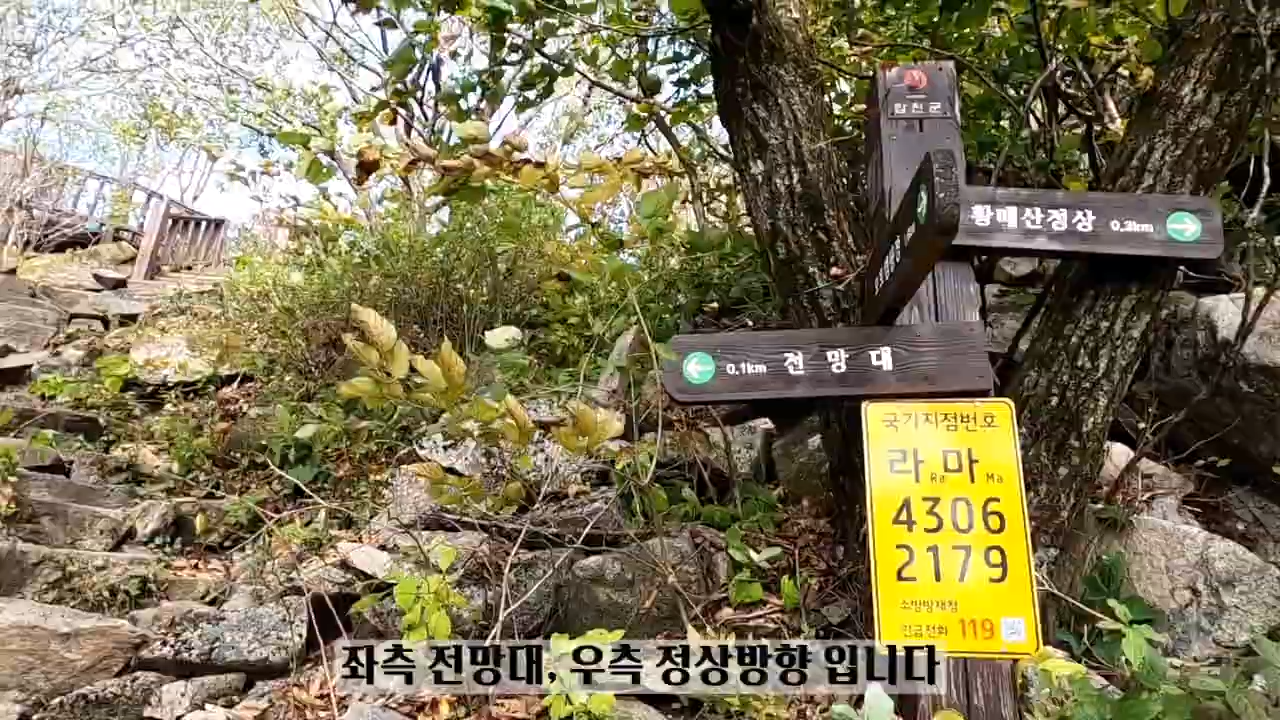 합천군
황매산정상 0.3km
0.1km 전망대
국가지점번호
라 마
Ra Ma
4306
2179
소방방재청
긴급전화 119
좌측 전망대, 우측 정상방향 입니다